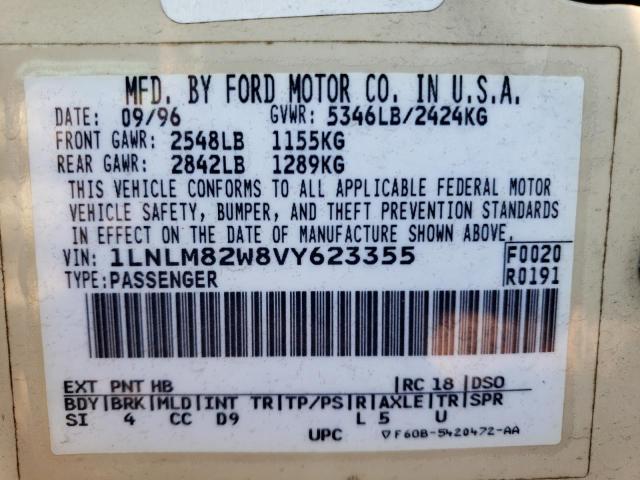 MFD. BY FORD MOTOR CO. IN U.S.A.
DATE: 09/96 GVWR: 5346LB/2424KG
FRONT GAWR: 2548LB 1155KG
REAR GAWR: 2842LB 1289KG
THIS VEHICLE CONFORMS TO ALL APPLICABLE FEDERAL MOTOR
VEHICLE SAFETY, BUMPER, AND THEFT PREVENTION STANDARDS
IN EFFECT ON THE DATE OF MANUFACTURE SHOWN ABOVE.
VIN: 1LNLM82W8VY623355 F0020
TYPE: PASSENGER R0191
EXT PNT HB RC 18 DSO
BDY BRK MLD INT TR TP/PS R AXLE TR SPR
SI 4 CC D9 L 5 U
UPC ▽F60B-5420472-AA